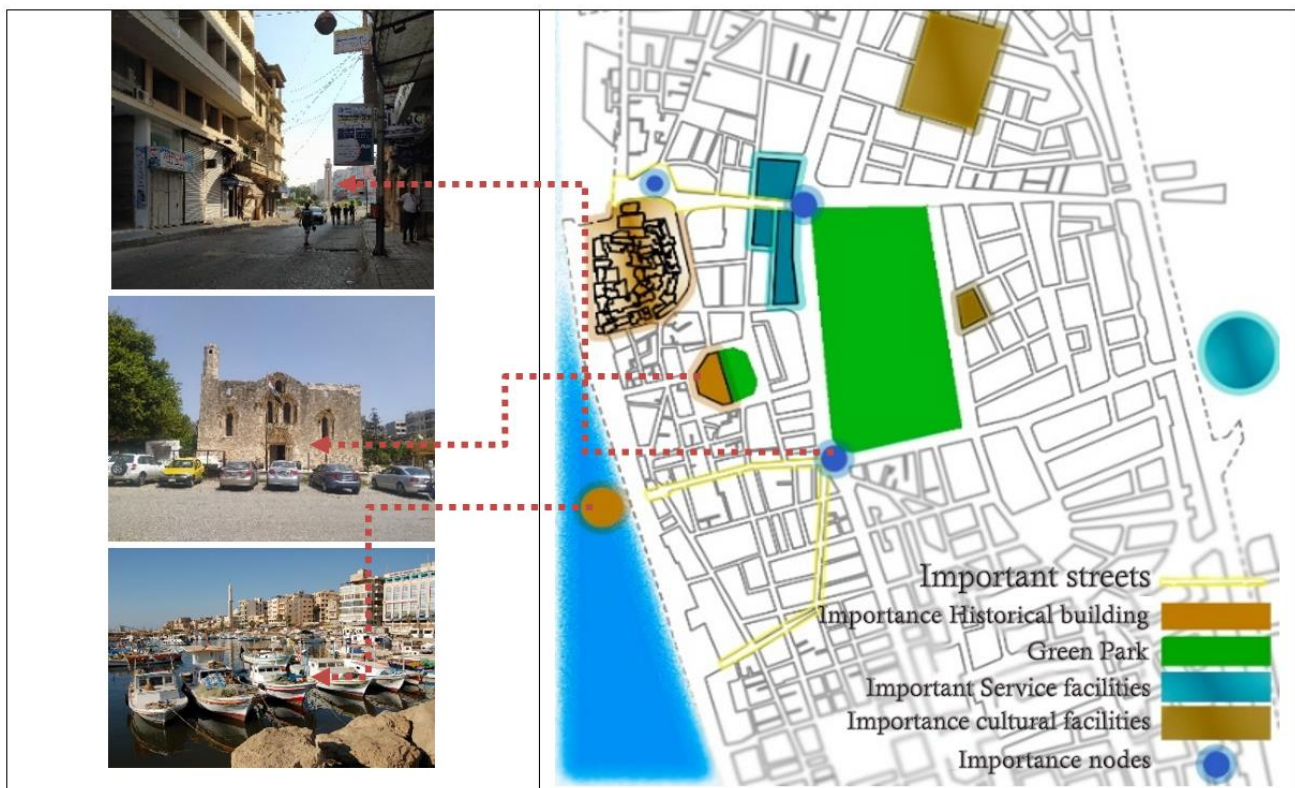 Important streets
Importance Historical building
Green Park
Important Service facilities
Importance cultural facilities
Importance nodes